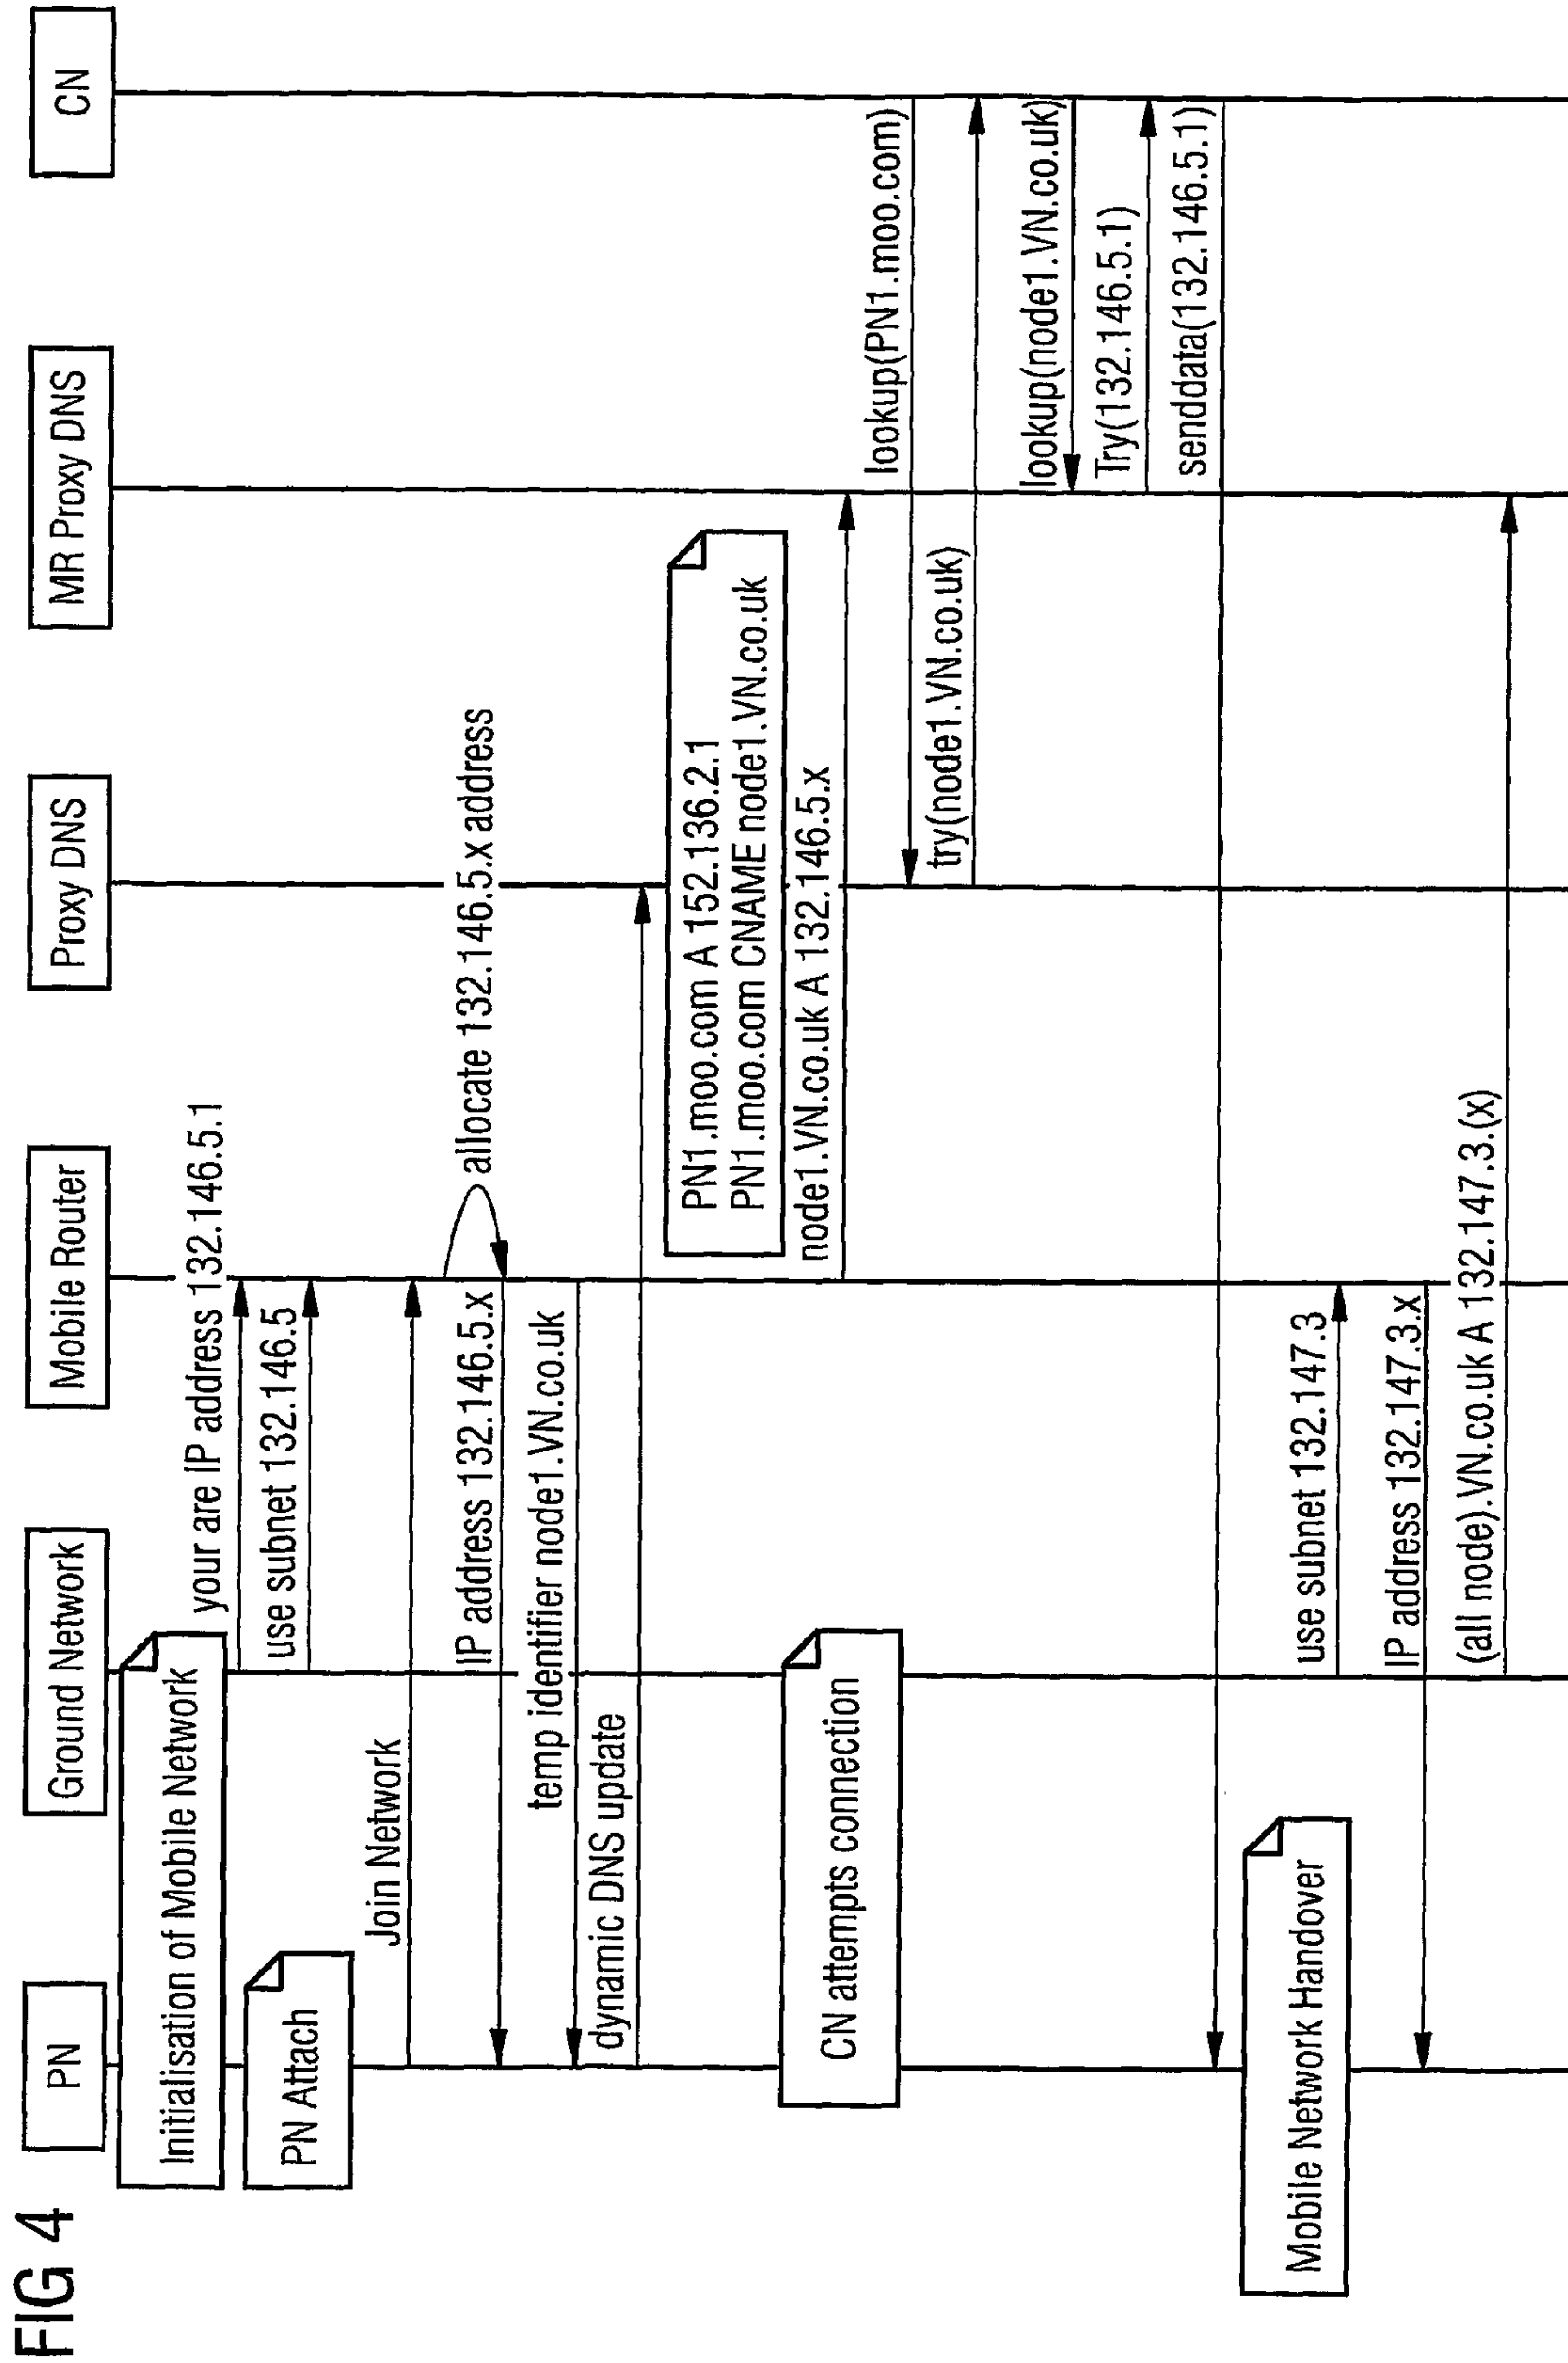 FIG 4
PN
Ground Network
Mobile Router
Proxy DNS
MR Proxy DNS
CN
Initialisation of Mobile Network
your are IP address 132.146.5.1
use subnet 132.146.5
PN Attach
Join Network
allocate 132.146.5.x address
IP address 132.146.5.x
temp identifier node1.VN.co.uk
dynamic DNS update
PN1.moo.com A 152.136.2.1
PN1.moo.com CNAME node1.VN.co.uk
node1.VN.co.uk A 132.146.5.x
CN attempts connection
lookup(PN1.moo.com)
try(node1.VN.co.uk)
lookup(node1.VN.co.uk)
Try(132.146.5.1)
senddata(132.146.5.1)
Mobile Network Handover
use subnet 132.147.3
IP address 132.147.3.x
(all node).VN.co.uk A 132.147.3.(x)